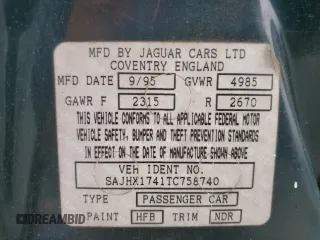 MFD BY JAGUAR CARS LTD
COVENTRY ENGLAND
MFD DATE 9/95 GVWR 4985
GAWR F 2315 R 2670
THIS VEHICLE CONFORMS TO ALL APPLICABLE FEDERAL MOTOR
VEHICLE SAFETY, BUMPER AND THEFT PREVENTION STANDARDS
IN EFFECT ON THE DATE OF MANUFACTURE SHOWN ABOVE
VEH IDENT NO.
SAJHX1741TC758740
TYPE PASSENGER CAR
PAINT HFB TRIM NDR
DREAMBID